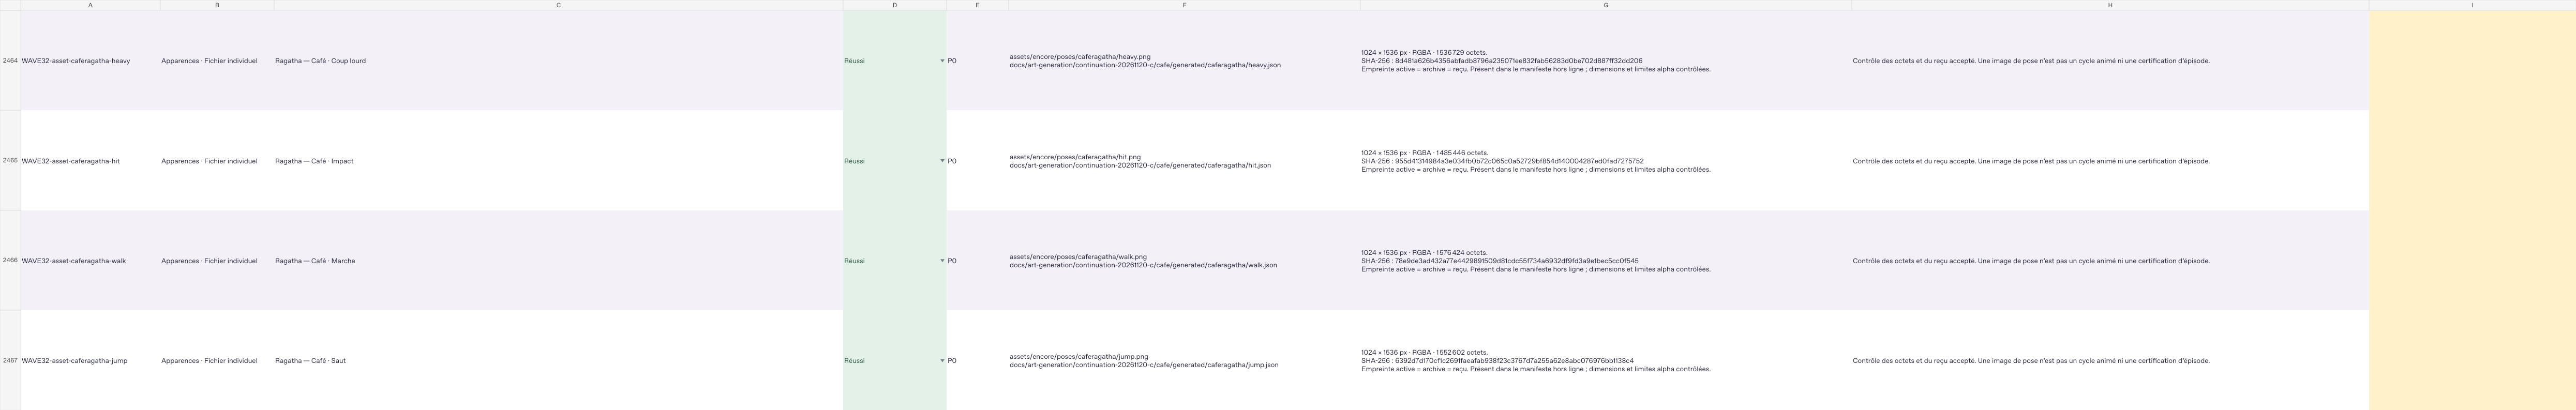 A B C D E F G H I
2464 WAVE32-asset-caferagatha-heavy Apparences · Fichier individuel Ragatha — Café · Coup lourd Réussi P0
assets/encore/poses/caferagatha/heavy.png
docs/art-generation/continuation-20261120-c/cafe/generated/caferagatha/heavy.json
1024 × 1536 px · RGBA · 1 536 729 octets.
SHA-256 : 8d481a626b4356abfadb8796a235071ee832fab56283d0be702d887ff32dd206
Empreinte active = archive = reçu. Présent dans le manifeste hors ligne ; dimensions et limites alpha contrôlées.
Contrôle des octets et du reçu accepté. Une image de pose n'est pas un cycle animé ni une certification d'épisode.
2465 WAVE32-asset-caferagatha-hit Apparences · Fichier individuel Ragatha — Café · Impact Réussi P0
assets/encore/poses/caferagatha/hit.png
docs/art-generation/continuation-20261120-c/cafe/generated/caferagatha/hit.json
1024 × 1536 px · RGBA · 1 485 446 octets.
SHA-256 : 955d41314984a3e034fb0b72c065c0a52729bf854d140004287ed0fad7275752
Empreinte active = archive = reçu. Présent dans le manifeste hors ligne ; dimensions et limites alpha contrôlées.
Contrôle des octets et du reçu accepté. Une image de pose n'est pas un cycle animé ni une certification d'épisode.
2466 WAVE32-asset-caferagatha-walk Apparences · Fichier individuel Ragatha — Café · Marche Réussi P0
assets/encore/poses/caferagatha/walk.png
docs/art-generation/continuation-20261120-c/cafe/generated/caferagatha/walk.json
1024 × 1536 px · RGBA · 1 576 424 octets.
SHA-256 : 78e9de3ad432a77e4429891509d81cdc55f734a6932df9fd3a9e1bec5cc0f545
Empreinte active = archive = reçu. Présent dans le manifeste hors ligne ; dimensions et limites alpha contrôlées.
Contrôle des octets et du reçu accepté. Une image de pose n'est pas un cycle animé ni une certification d'épisode.
2467 WAVE32-asset-caferagatha-jump Apparences · Fichier individuel Ragatha — Café · Saut Réussi P0
assets/encore/poses/caferagatha/jump.png
docs/art-generation/continuation-20261120-c/cafe/generated/caferagatha/jump.json
1024 × 1536 px · RGBA · 1 552 602 octets.
SHA-256 : 6392d7d170cf1c2691faeafab938f23c3767d7a255a62e8abc076976bb1138c4
Empreinte active = archive = reçu. Présent dans le manifeste hors ligne ; dimensions et limites alpha contrôlées.
Contrôle des octets et du reçu accepté. Une image de pose n'est pas un cycle animé ni une certification d'épisode.